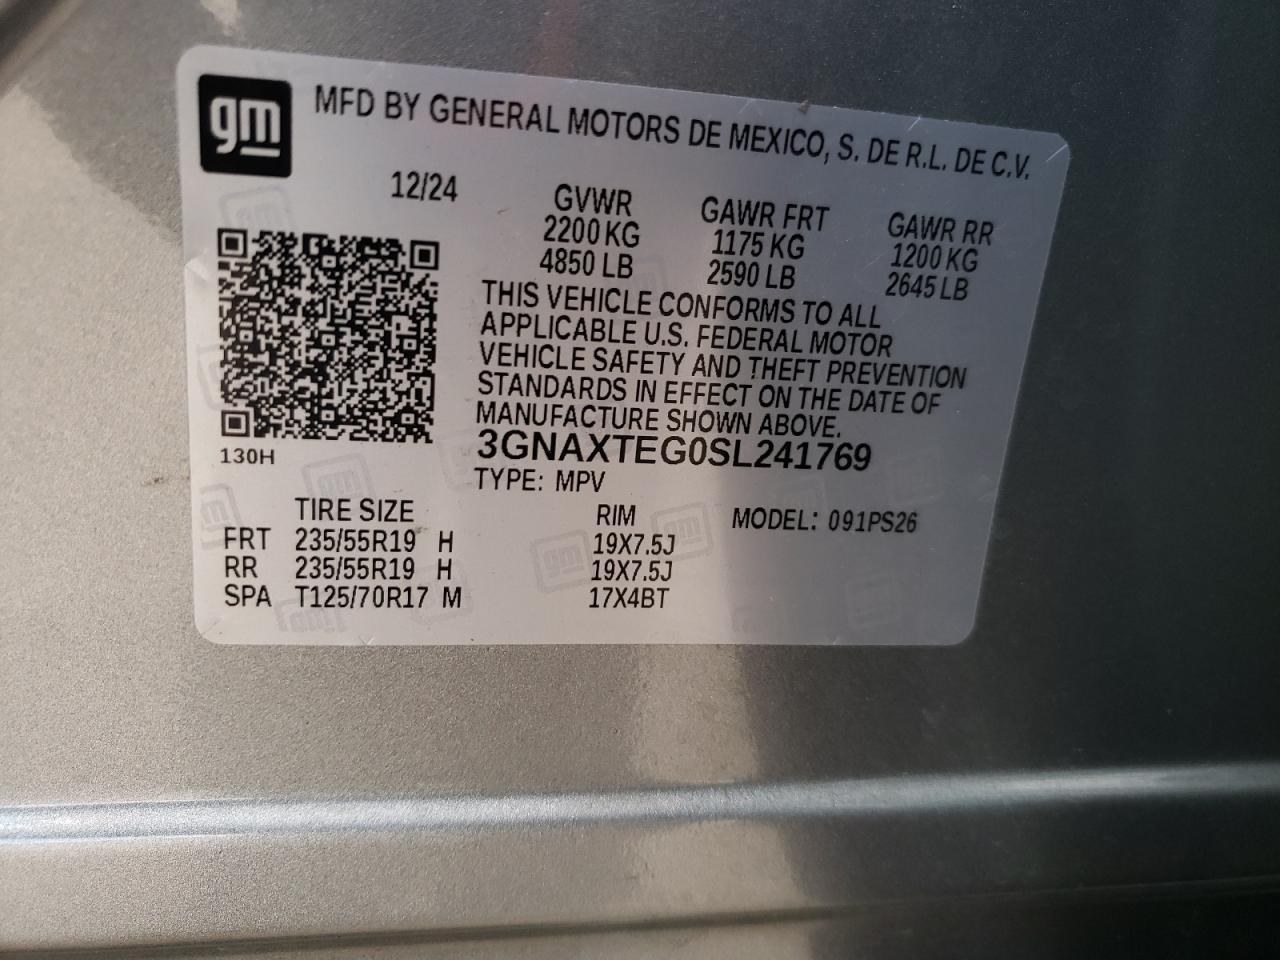 gm
MFD BY GENERAL MOTORS DE MEXICO, S. DE R.L. DE C.V.
12/24
GVWR GAWR FRT GAWR RR
2200 KG 1175 KG 1200 KG
4850 LB 2590 LB 2645 LB
THIS VEHICLE CONFORMS TO ALL
APPLICABLE U.S. FEDERAL MOTOR
VEHICLE SAFETY AND THEFT PREVENTION
STANDARDS IN EFFECT ON THE DATE OF
MANUFACTURE SHOWN ABOVE.
3GNAXTEG0SL241769
130H
TYPE: MPV
TIRE SIZE RIM MODEL: 091PS26
FRT 235/55R19 H 19X7.5J
RR 235/55R19 H 19X7.5J
SPA T125/70R17 M 17X4BT